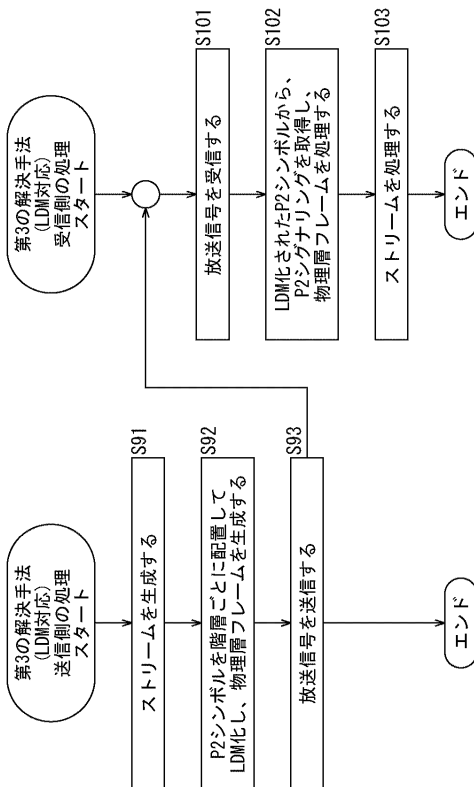 第3の解決手法
(LDM対応)
送信側の処理
スタート
S91
ストリームを生成する
S92
P2シンボルを階層ごとに配置して
LDM化し、物理層フレームを生成する
S93
放送信号を送信する
エンド
第3の解決手法
(LDM対応)
受信側の処理
スタート
S101
放送信号を受信する
S102
LDM化されたP2シンボルから、
P2シグナリングを取得し、
物理層フレームを処理する
S103
ストリームを処理する
エンド